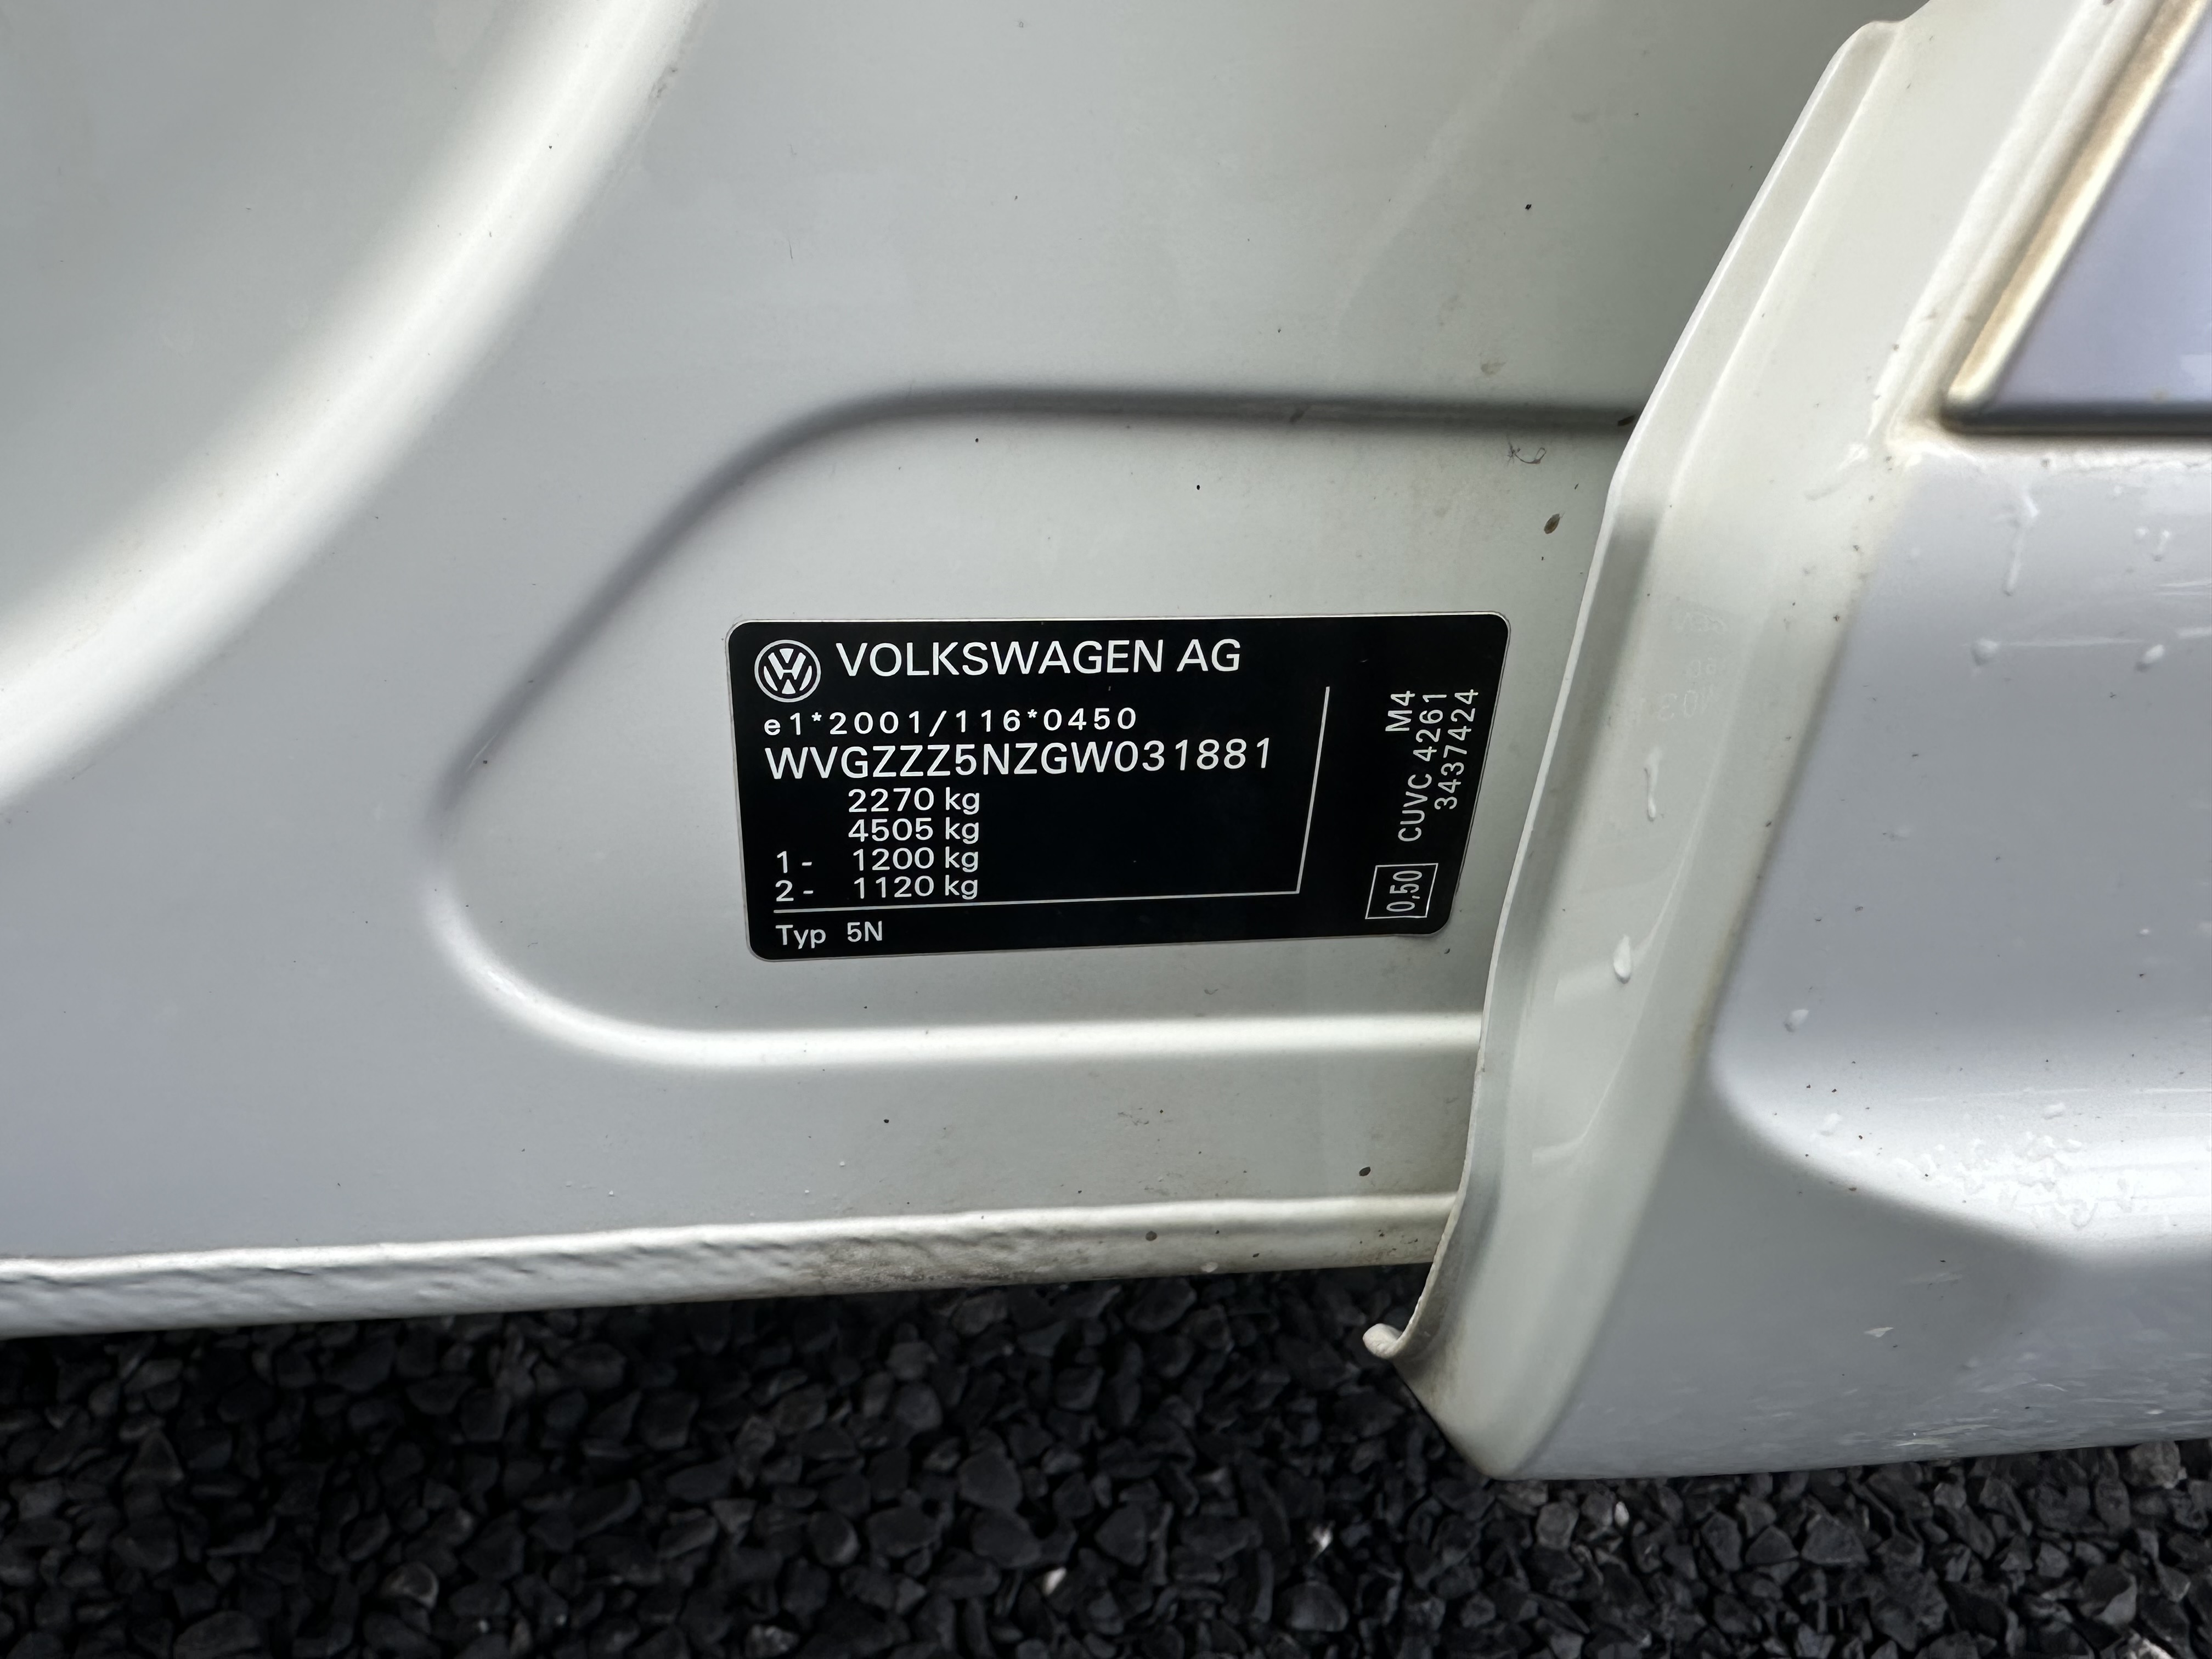 VOLKSWAGEN AG
e1*2001/116*0450
WVGZZZ5NZGW031881
2270 kg
4505 kg
1- 1200 kg
2- 1120 kg
Typ 5N
M4
CUVC 4261
3437424
0,50